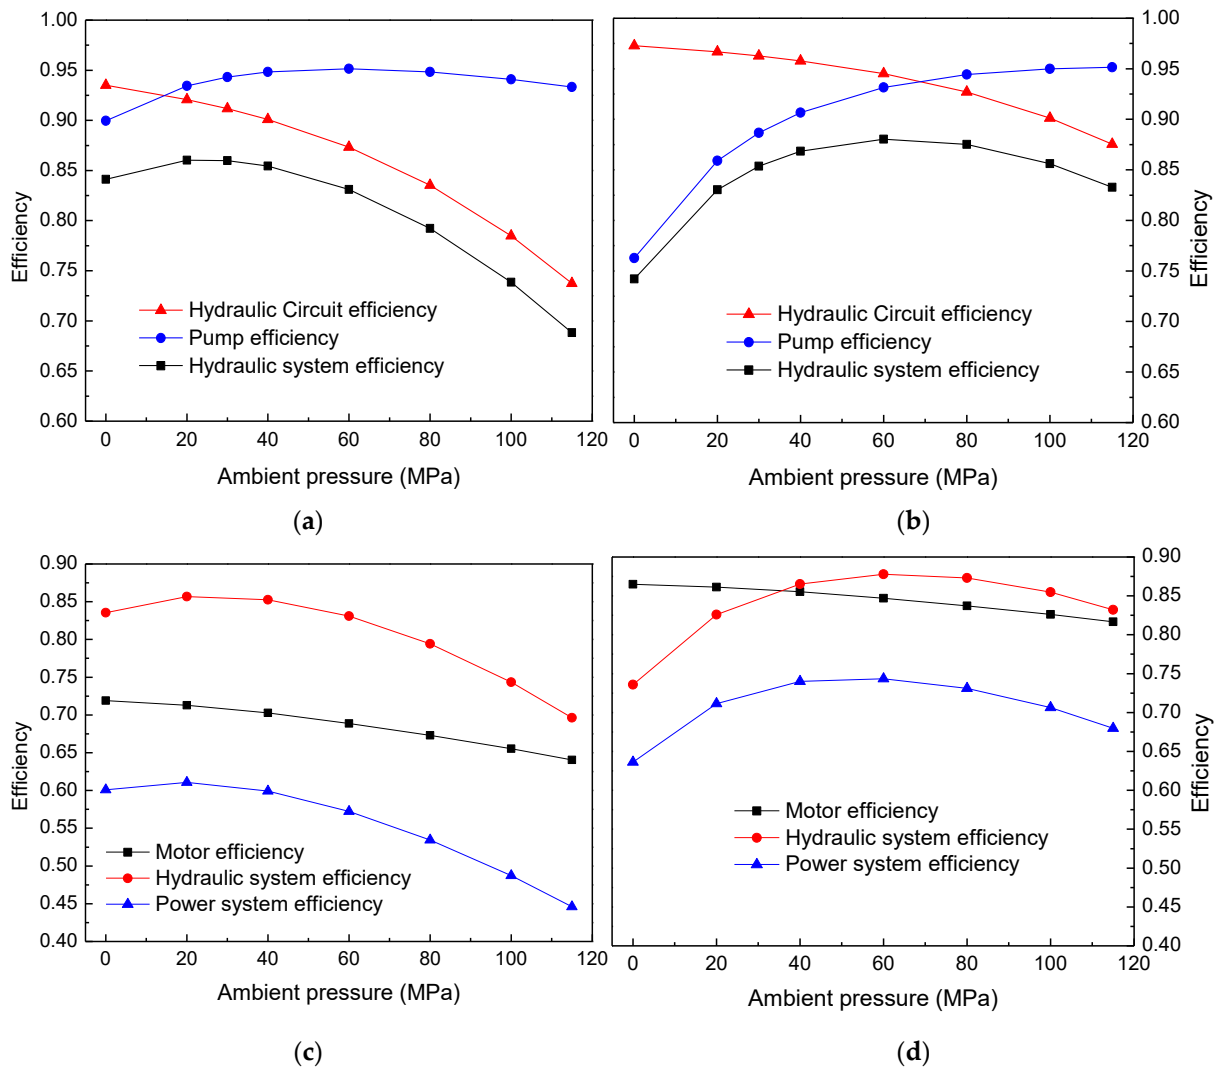 1.00
0.95
0.90
0.85
0.80
0.75
0.70
0.65
0.60
Efficiency
Hydraulic Circuit efficiency
Pump efficiency
Hydraulic system efficiency
0 20 40 60 80 100 120
Ambient pressure (MPa)
(a)
1.00
0.95
0.90
0.85
0.80
0.75
0.70
0.65
0.60
Efficiency
Hydraulic Circuit efficiency
Pump efficiency
Hydraulic system efficiency
0 20 40 60 80 100 120
Ambient pressure (MPa)
(b)
0.90
0.85
0.80
0.75
0.70
0.65
0.60
0.55
0.50
0.45
0.40
Efficiency
Motor efficiency
Hydraulic system efficiency
Power system efficiency
0 20 40 60 80 100 120
Ambient pressure (MPa)
(c)
0.90
0.85
0.80
0.75
0.70
0.65
0.60
0.55
0.50
0.45
0.40
Efficiency
Motor efficiency
Hydraulic system efficiency
Power system efficiency
0 20 40 60 80 100 120
Ambient pressure (MPa)
(d)